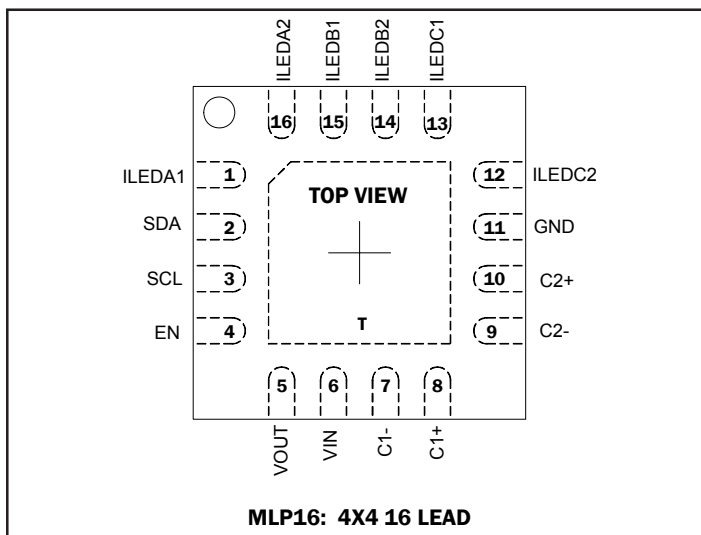 ILEDA2
ILEDB1
ILEDB2
ILEDC1
16
15
14
13
ILEDA1 1
12 ILEDC2
TOP VIEW
SDA 2
11 GND
SCL 3
10 C2+
EN 4
T
9 C2-
5
6
7
8
VOUT
VIN
C1-
C1+
MLP16: 4X4 16 LEAD